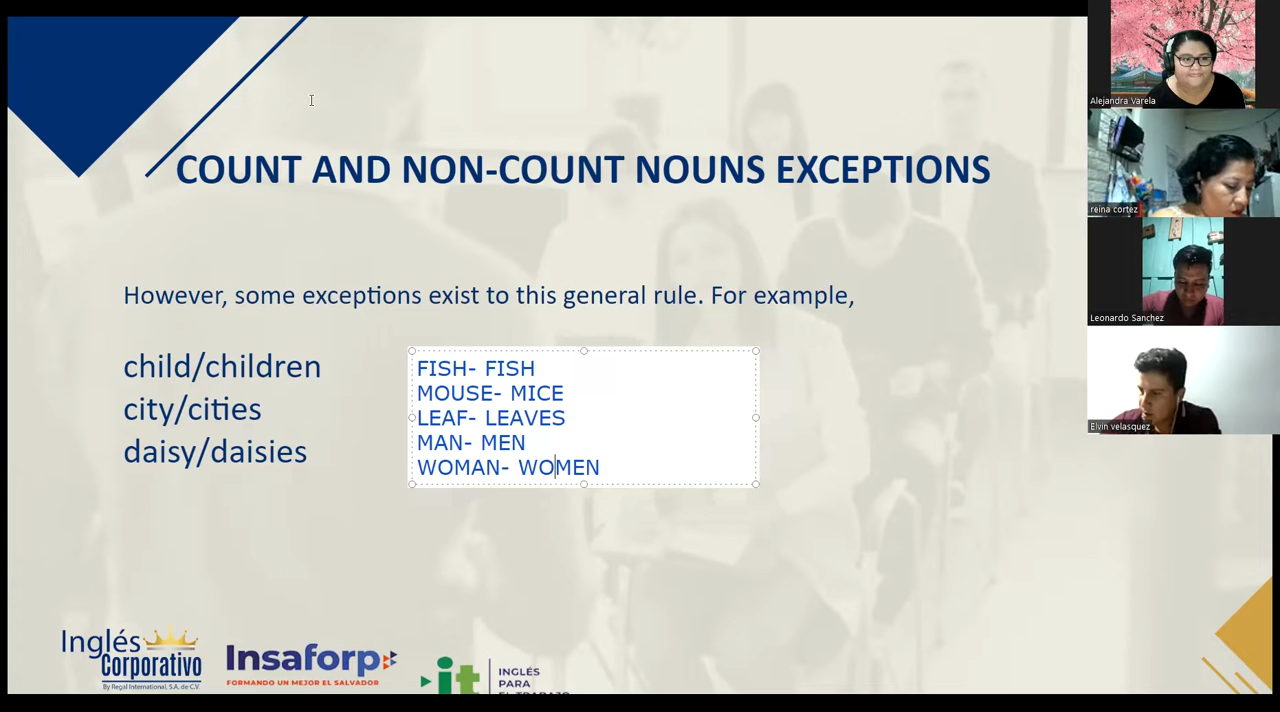 COUNT AND NON-COUNT NOUNS EXCEPTIONS
However, some exceptions exist to this general rule. For example,
child/children
city/cities
daisy/daisies
FISH- FISH
MOUSE- MICE
LEAF- LEAVES
MAN- MEN
WOMAN- WOMEN
Inglés
Corporativo
By Regal International, S.A. de C.V.
Insaforp
FORMANDO UN MEJOR EL SALVADOR
it
INGLÉS
PARA
EL TRABAJO
Alejandra Varela
reina cortez
Leonardo Sanchez
Elvin velasquez